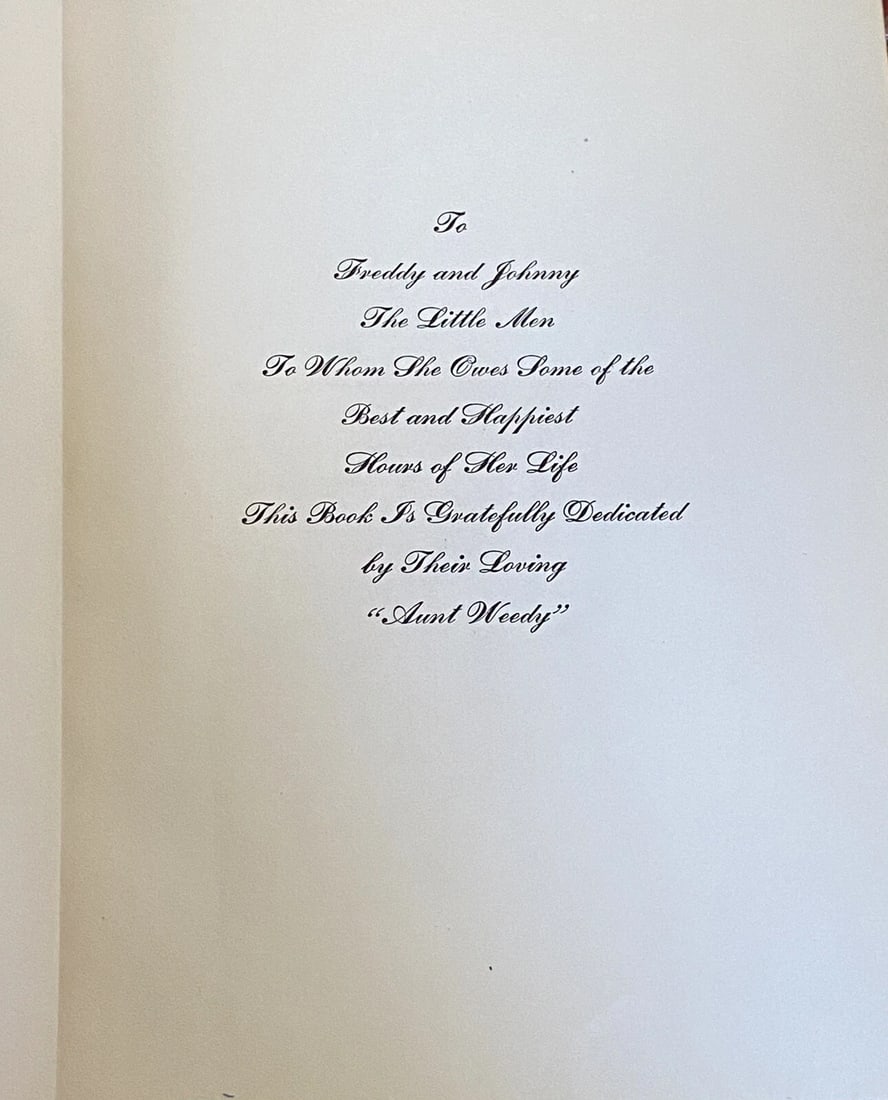 To
Freddy and Johnny
The Little Men
To Whom She Owes Some of the
Best and Happiest
Hours of Her Life
This Book Is Gratefully Dedicated
by Their Loving
“Aunt Weedy”